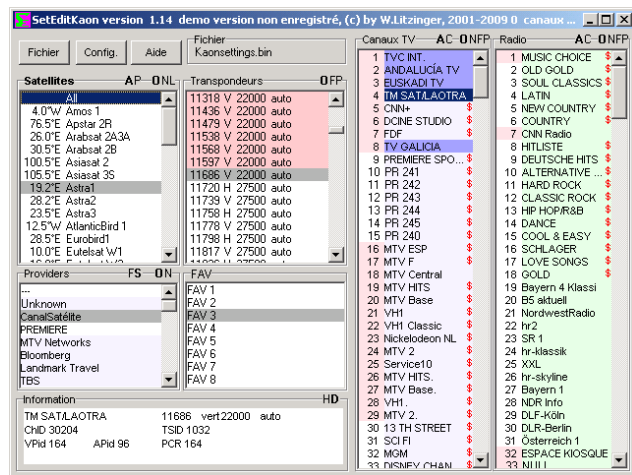 SetEditKaon version 1.14 demo version non enregistré, (c) by W.Litzinger, 2001-2009 0 canaux ...
Fichier
Config.
Aide
Fichier
Kaonsettings.bin
Satellites AP ONL
All
4.0°W Amos 1
76.5°E Apstar 2R
26.0°E Arabsat 2A3A
30.5°E Arabsat 2B
100.5°E Asiasat 2
105.5°E Asiasat 3S
19.2°E Astra1
28.2°E Astra2
23.5°E Astra3
12.5°W AtlanticBird 1
28.5°E Eurobird1
10.0°E Eutelsat W1
Transpondeurs OFP
11318 V 22000 auto
11436 V 22000 auto
11479 V 22000 auto
11538 V 22000 auto
11568 V 22000 auto
11597 V 22000 auto
11686 V 22000 auto
11720 H 27500 auto
11739 V 27500 auto
11758 H 27500 auto
11778 V 27500 auto
11798 H 27500 auto
11817 V 27500 auto
Providers FS ON
---
Unknown
CanalSatélite
PREMIERE
MTV Networks
Bloomberg
Landmark Travel
TBS
FAV
FAV 1
FAV 2
FAV 3
FAV 4
FAV 5
FAV 6
FAV 7
FAV 8
Information HD
TM SAT/LAOTRA 11686 vert22000 auto
ChID 30204 TSID 1032
VPid 164 APid 96 PCR 164
Canaux TV AC ONFP
1 TVC INT.
2 ANDALUCÍA TV
3 EUSKADI TV
4 TM SAT/LAOTRA
5 CNN+ $
6 DCINE STUDIO $
7 FDF $
8 TV GALICIA
9 PREMIERE SPO... $
10 PR 241 $
11 PR 242 $
12 PR 243 $
13 PR 244 $
14 PR 245 $
15 PR 240 $
16 MTV ESP $
17 MTV F $
18 MTV Central
19 MTV HITS $
20 MTV Base $
21 VH1 $
22 VH1 Classic $
23 Nickelodeon NL $
24 MTV 2 $
25 Service10 $
26 MTV HITS. $
27 MTV Base. $
28 VH1. $
29 MTV 2. $
30 13 TH STREET $
31 SCI FI $
32 MGM $
33 DISNEY CHAN $
Radio AC ONFP
1 MUSIC CHOICE $
2 OLD GOLD $
3 SOUL CLASSICS $
4 LATIN $
5 NEW COUNTRY $
6 COUNTRY $
7 CNN Radio
8 HITLISTE $
9 DEUTSCHE HITS $
10 ALTERNATIVE ... $
11 HARD ROCK $
12 CLASSIC ROCK $
13 HIP HOP/R&B $
14 DANCE $
15 COOL & EASY $
16 SCHLAGER $
17 LOVE SONGS $
18 GOLD $
19 Bayern 4 Klassi
20 B5 aktuell
21 NordwestRadio
22 hr2
23 SR 1
24 hr-klassik
25 XXL
26 hr-skyline
27 Bayern 1
28 NDR Info
29 DLF-Köln
30 DLR-Berlin
31 Österreich 1
32 ESPACE KIOSQUE
33 NULL